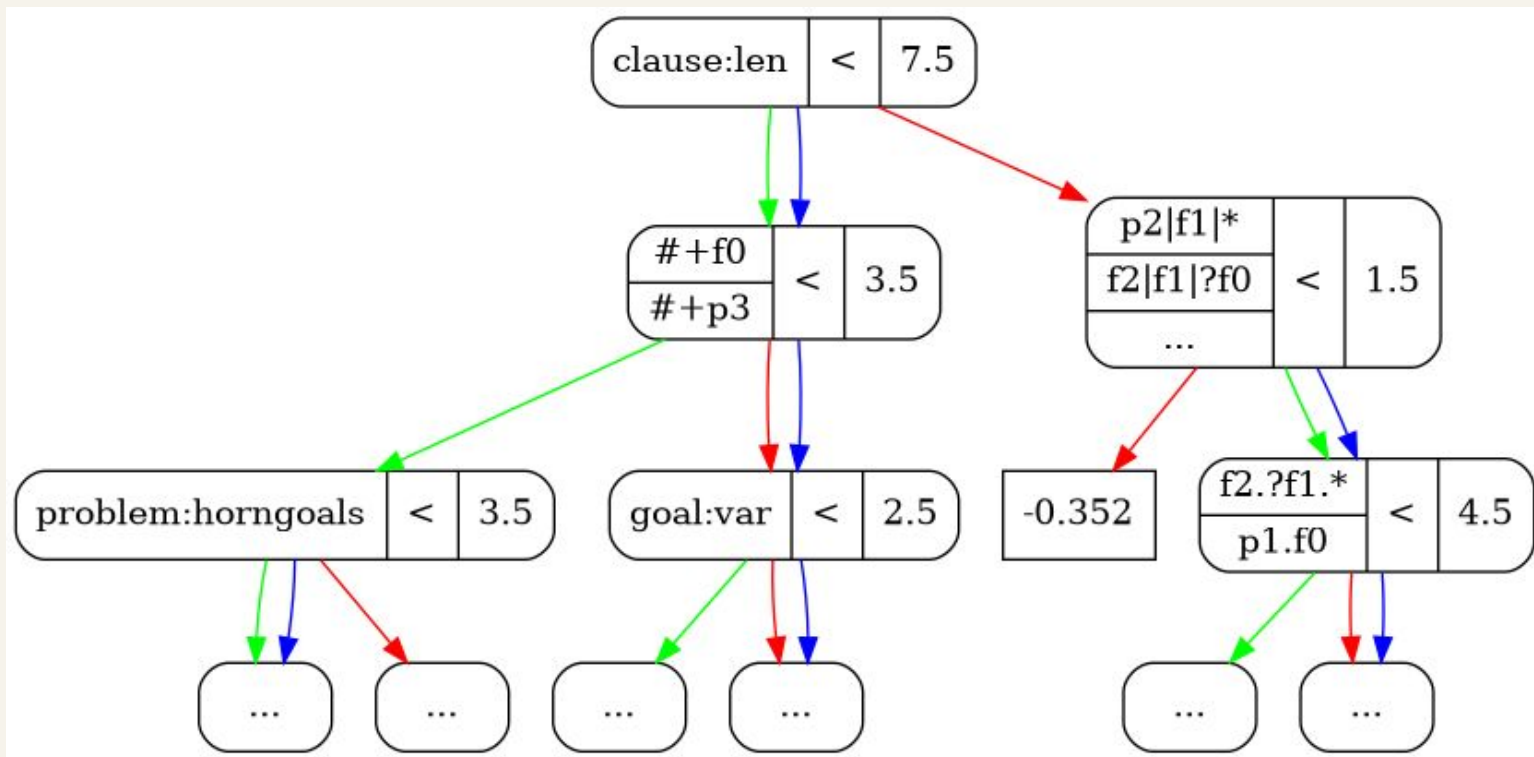 clause:len < 7.5
#+f0
#+p3
< 3.5
p2|f1|*
f2|f1|?f0
...
< 1.5
problem:horngoals < 3.5
goal:var < 2.5
-0.352
f2.?f1.*
p1.f0
< 4.5
...
...
...
...
...
...